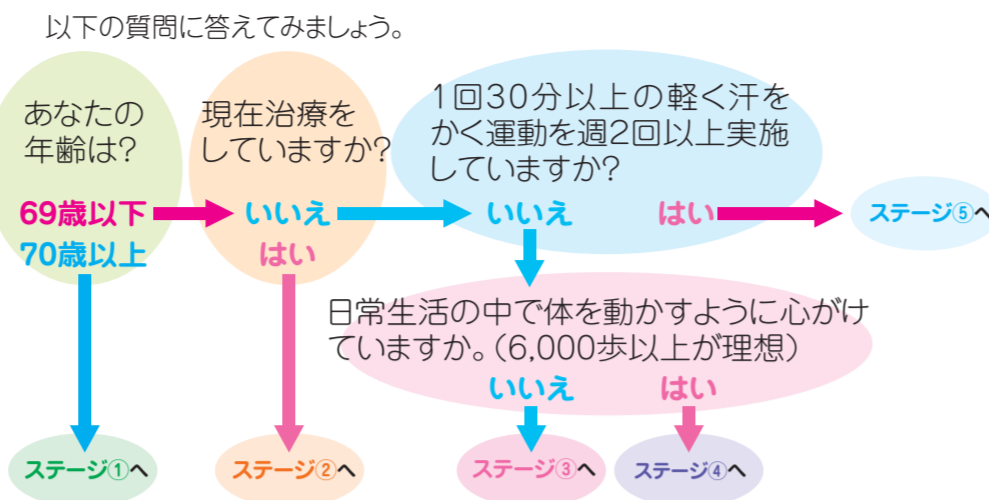 以下の質問に答えてみましょう。
あなたの
年齢は?
69歳以下
70歳以上
現在治療を
していますか?
いいえ
はい
1回30分以上の軽く汗を
かく運動を週2回以上実施
していますか?
いいえ
はい
ステージ⑤へ
日常生活の中で体を動かすように心がけ
ていますか。(6,000歩以上が理想)
いいえ
はい
ステージ①へ
ステージ②へ
ステージ③へ
ステージ④へ